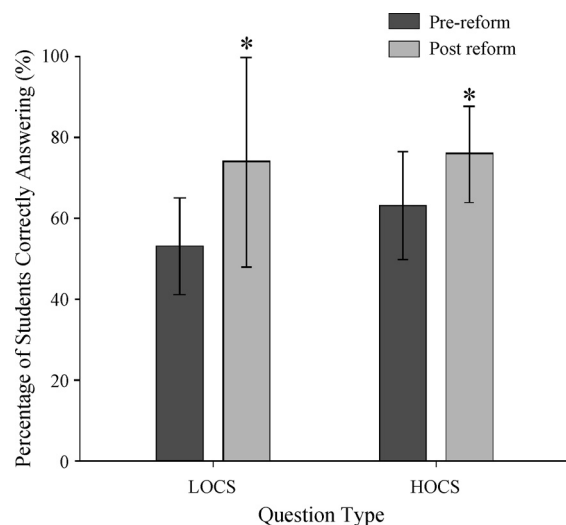 Pre-reform
Post reform
Percentage of Students Correctly Answering (%)
100
80
60
40
20
0
*
*
LOCS
HOCS
Question Type